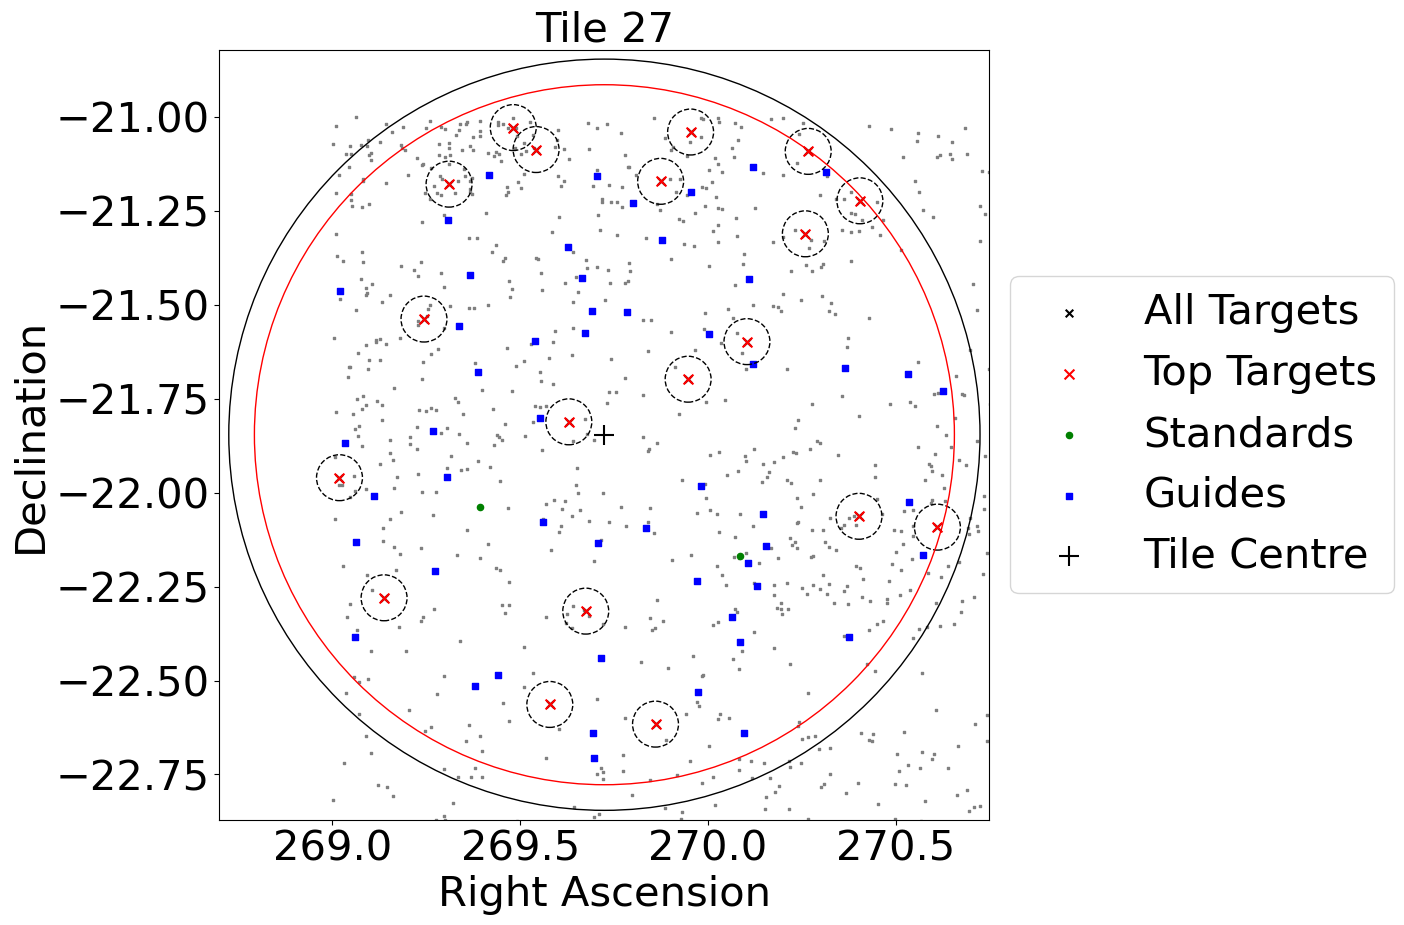 Tile 27
−21.00
−21.25
−21.50
−21.75
−22.00
−22.25
−22.50
−22.75
Declination
269.0 269.5 270.0 270.5
Right Ascension
All Targets
Top Targets
Standards
Guides
Tile Centre